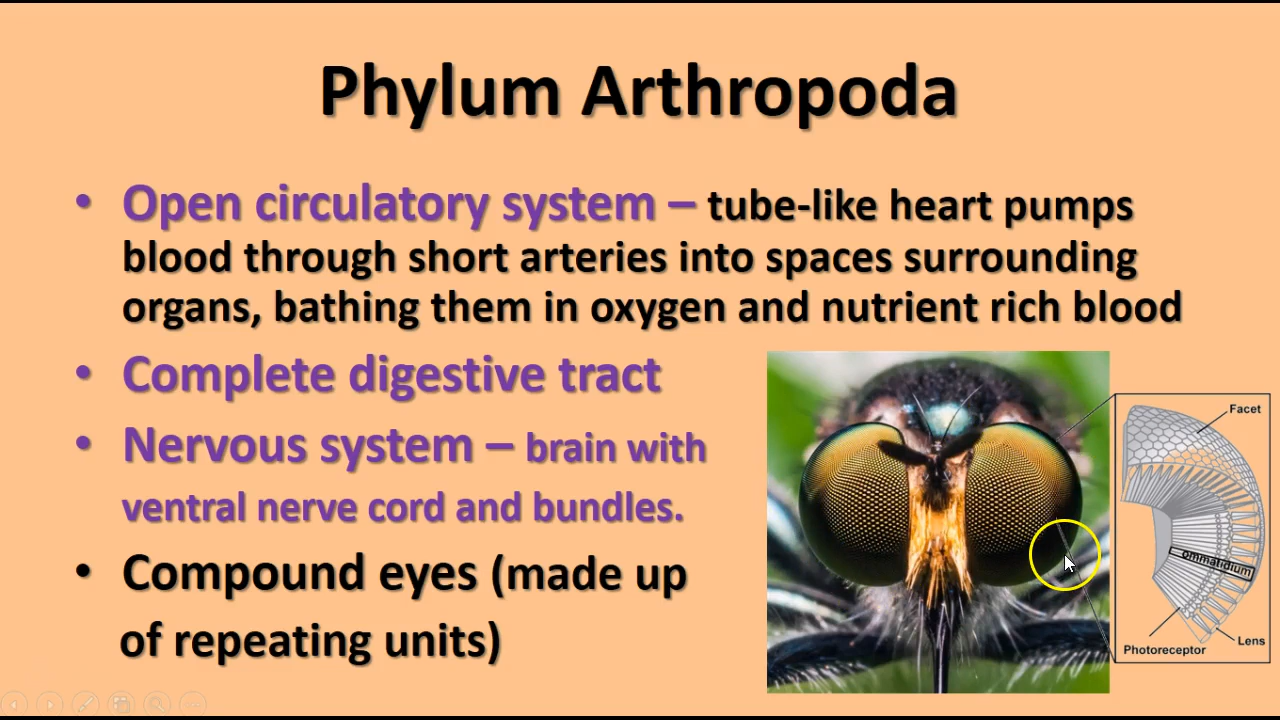 Phylum Arthropoda
• Open circulatory system – tube-like heart pumps
blood through short arteries into spaces surrounding
organs, bathing them in oxygen and nutrient rich blood
• Complete digestive tract
• Nervous system – brain with
ventral nerve cord and bundles.
• Compound eyes (made up
of repeating units)
Facet
ommatidium
Lens
Photoreceptor